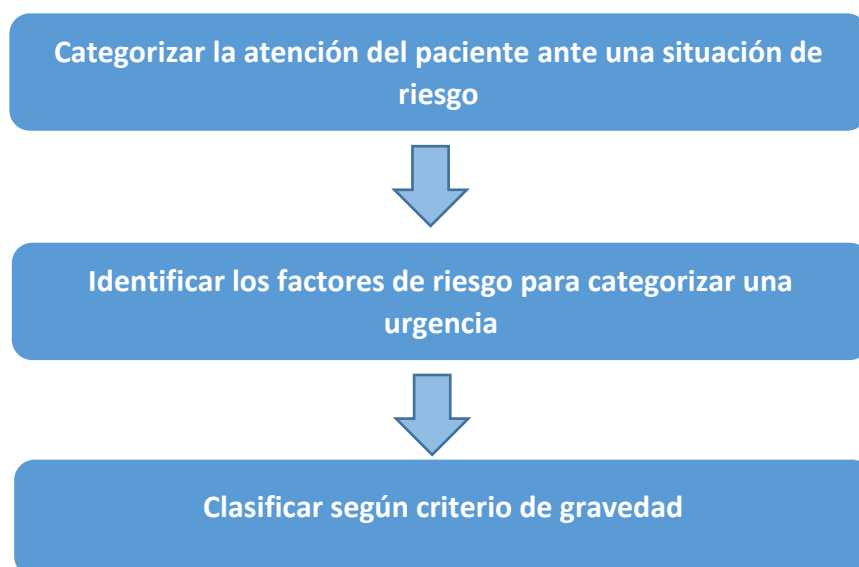 Categorizar la atención del paciente ante una situación de
riesgo
Identificar los factores de riesgo para categorizar una
urgencia
Clasificar según criterio de gravedad